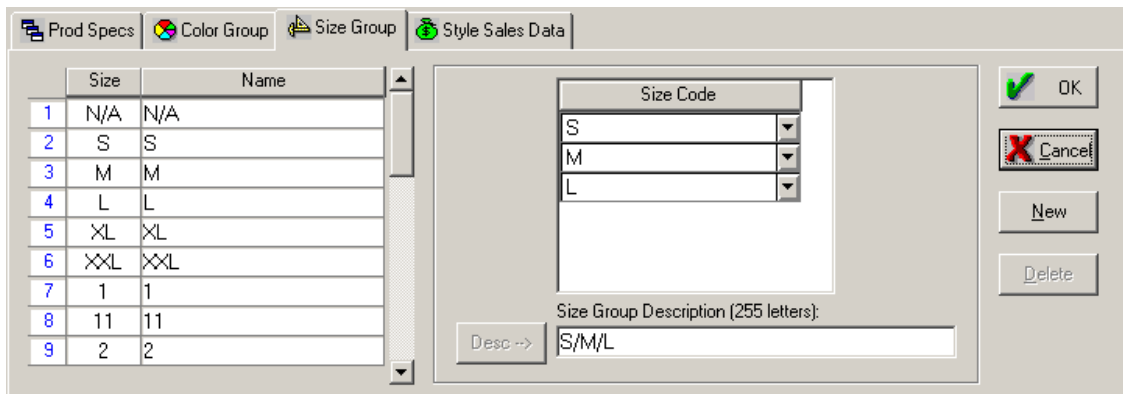 Prod Specs Color Group Size Group Style Sales Data
Size Name
1 N/A N/A
2 S S
3 M M
4 L L
5 XL XL
6 XXL XXL
7 1 1
8 11 11
9 2 2
Size Code
S
M
L
Size Group Description (255 letters):
Desc --> S/M/L
OK
Cancel
New
Delete